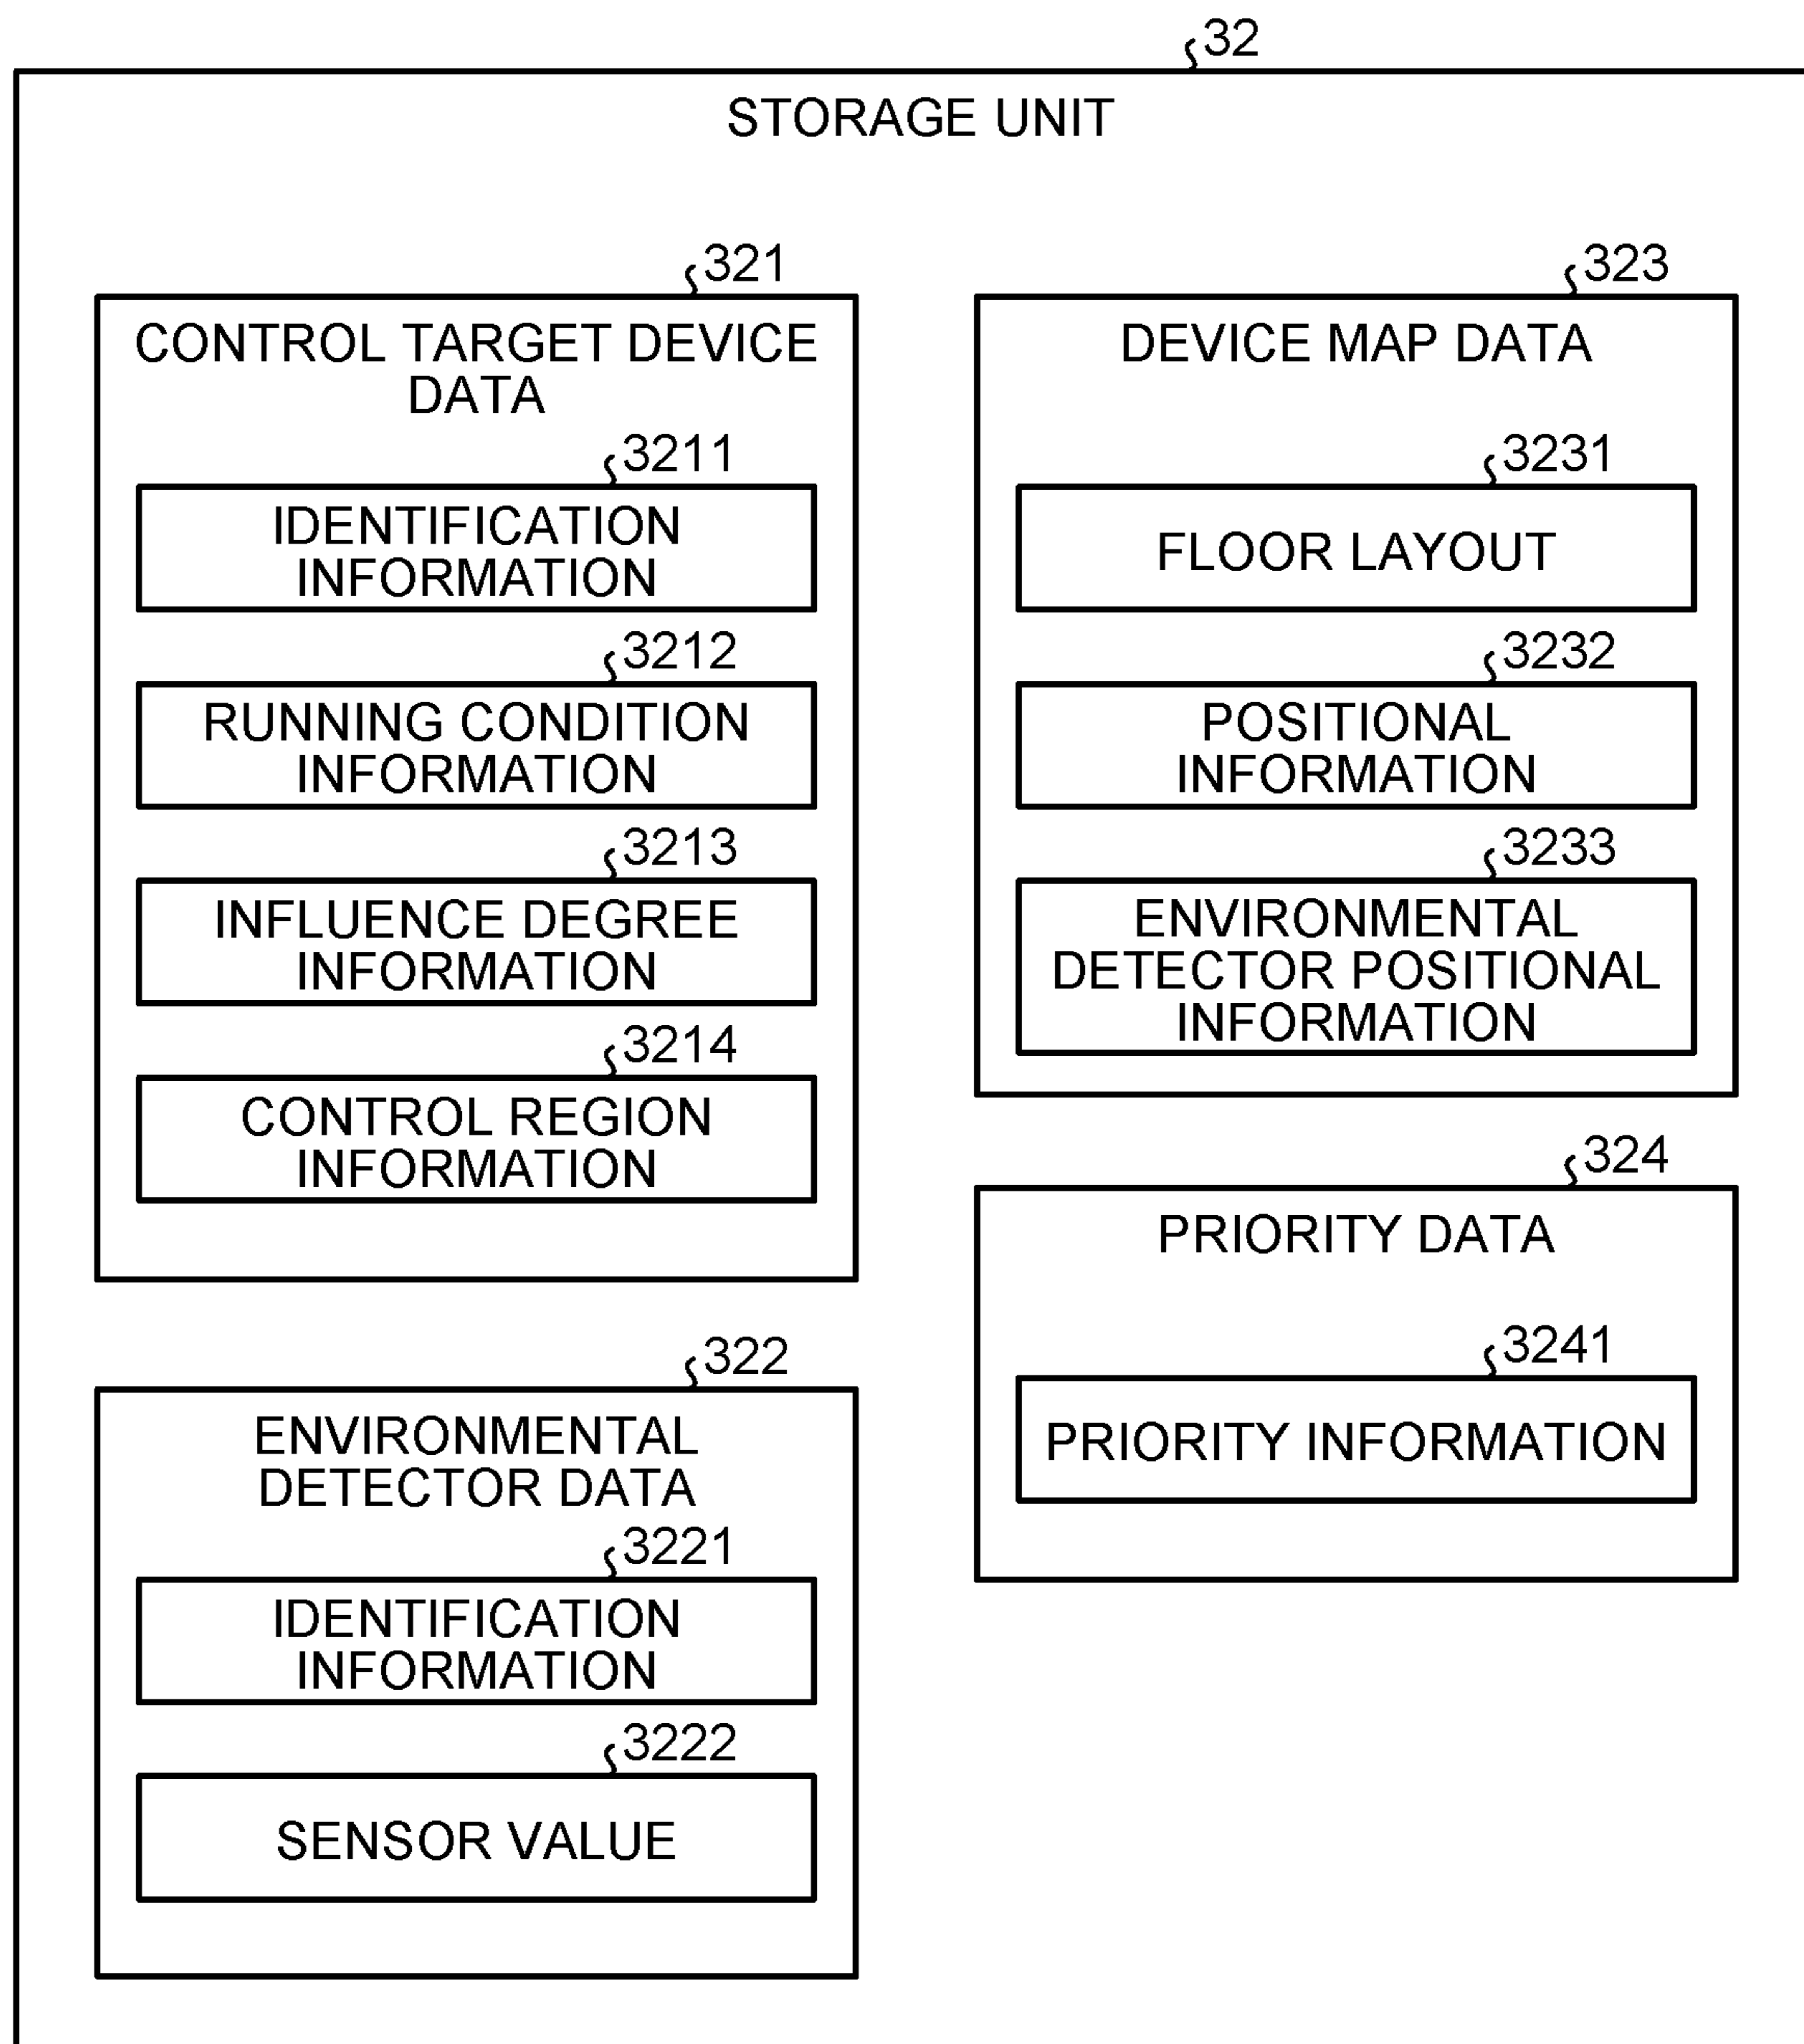 32
STORAGE UNIT
321
CONTROL TARGET DEVICE
DATA
3211
IDENTIFICATION
INFORMATION
3212
RUNNING CONDITION
INFORMATION
3213
INFLUENCE DEGREE
INFORMATION
3214
CONTROL REGION
INFORMATION
322
ENVIRONMENTAL
DETECTOR DATA
3221
IDENTIFICATION
INFORMATION
3222
SENSOR VALUE
323
DEVICE MAP DATA
3231
FLOOR LAYOUT
3232
POSITIONAL
INFORMATION
3233
ENVIRONMENTAL
DETECTOR POSITIONAL
INFORMATION
324
PRIORITY DATA
3241
PRIORITY INFORMATION